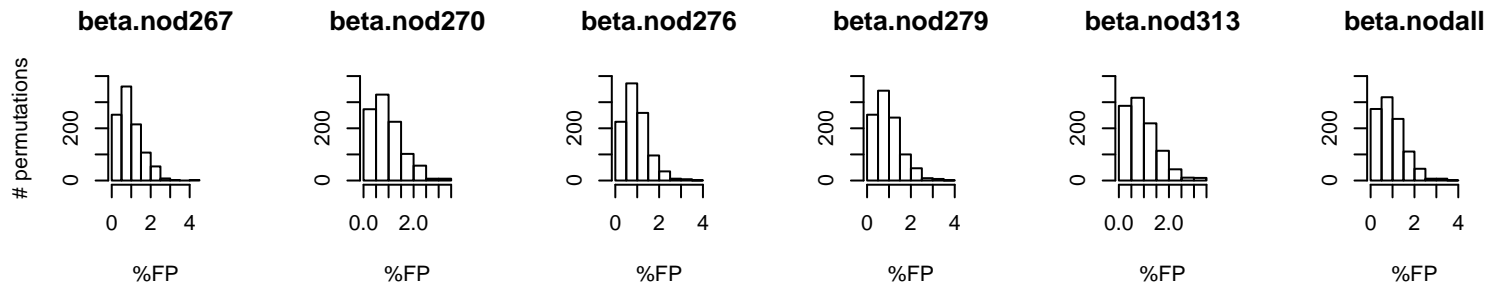 beta.nod267 beta.nod270 beta.nod276 beta.nod279 beta.nod313 beta.nodall
# permutations
200 200 200 200 200 200
0 0 0 0 0 0
0 2 4 0.0 2.0 0 2 4 0 2 4 0.0 2.0 0 2 4
%FP %FP %FP %FP %FP %FP